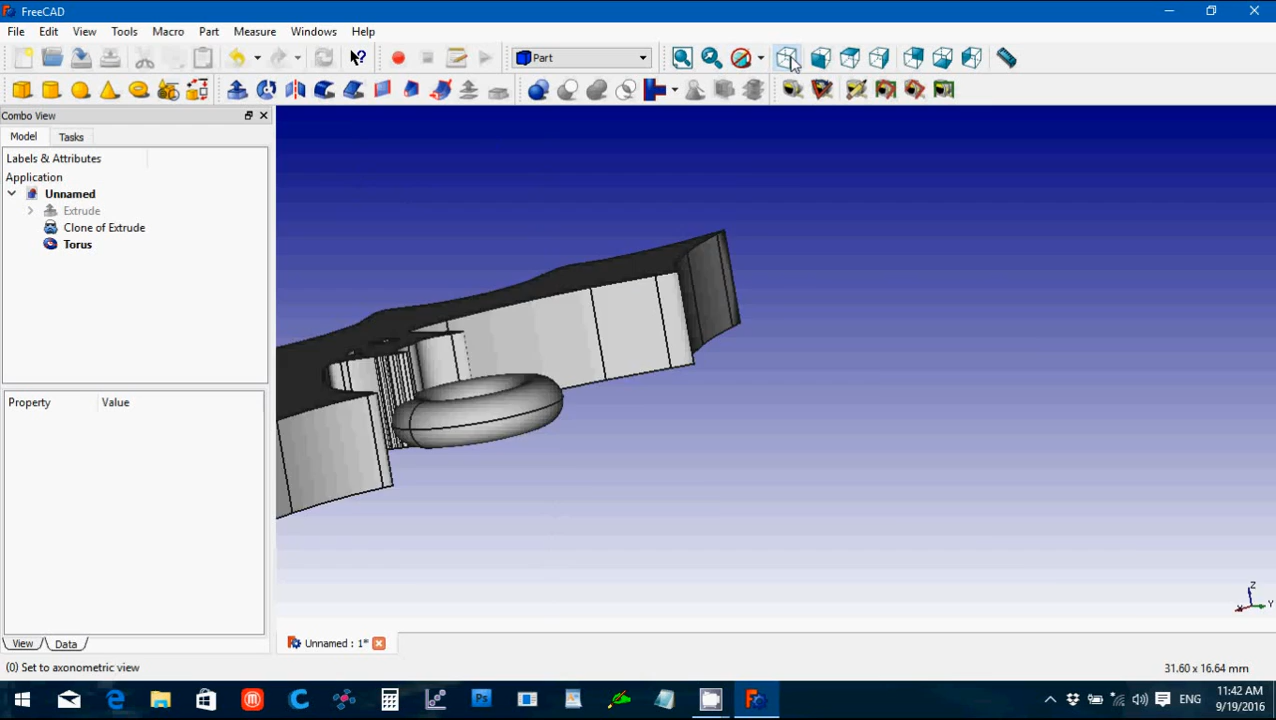 FreeCAD
File Edit View Tools Macro Part Measure Windows Help
Part
Combo View
Model Tasks
Labels & Attributes
Application
Unnamed
Extrude
Clone of Extrude
Torus
Property Value
View Data
Z
X Y
Unnamed : 1*
(0) Set to axonometric view 31.60 x 16.64 mm
ENG 11:42 AM
9/19/2016